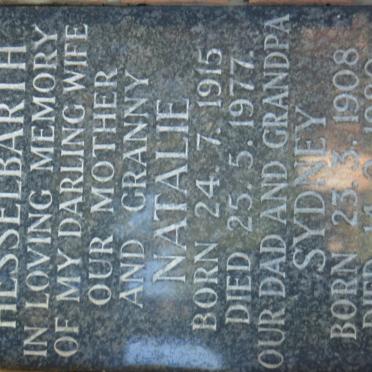 HESSELBARTH
IN LOVING MEMORY
OF MY DARLING WIFE
OUR MOTHER
AND GRANNY
NATALIE
BORN 24.7.1915
DIED 25.5.1977.
OUR DAD AND GRANDPA
SYDNEY
BORN 23.3.1908
DIED